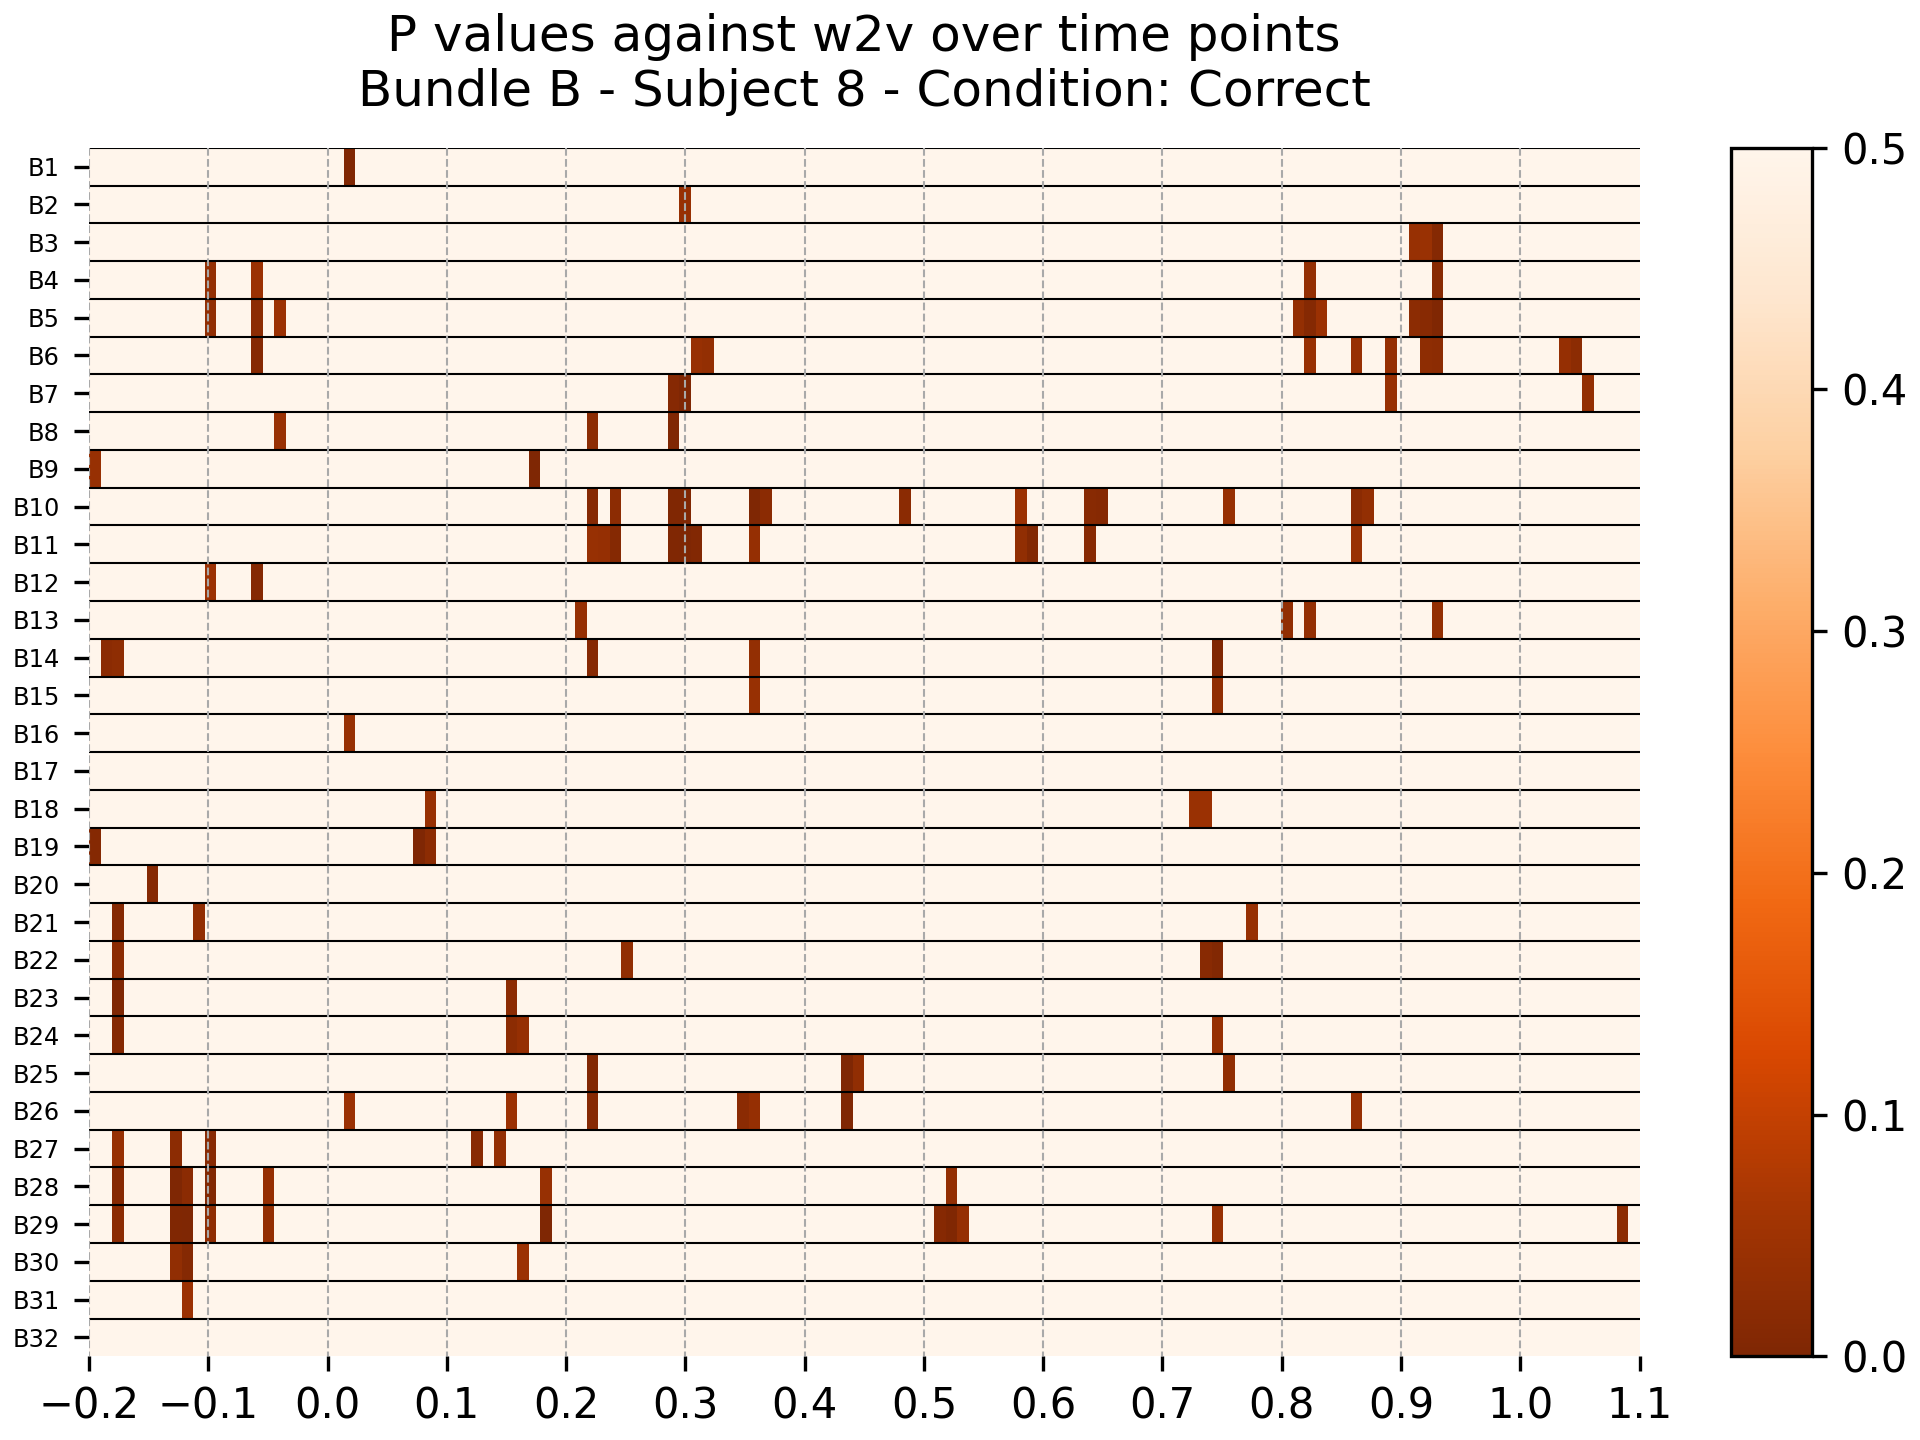 P values against w2v over time points
Bundle B - Subject 8 - Condition: Correct
B1
B2
B3
B4
B5
B6
B7
B8
B9
B10
B11
B12
B13
B14
B15
B16
B17
B18
B19
B20
B21
B22
B23
B24
B25
B26
B27
B28
B29
B30
B31
B32
−0.2 −0.1 0.0 0.1 0.2 0.3 0.4 0.5 0.6 0.7 0.8 0.9 1.0 1.1
0.5
0.4
0.3
0.2
0.1
0.0